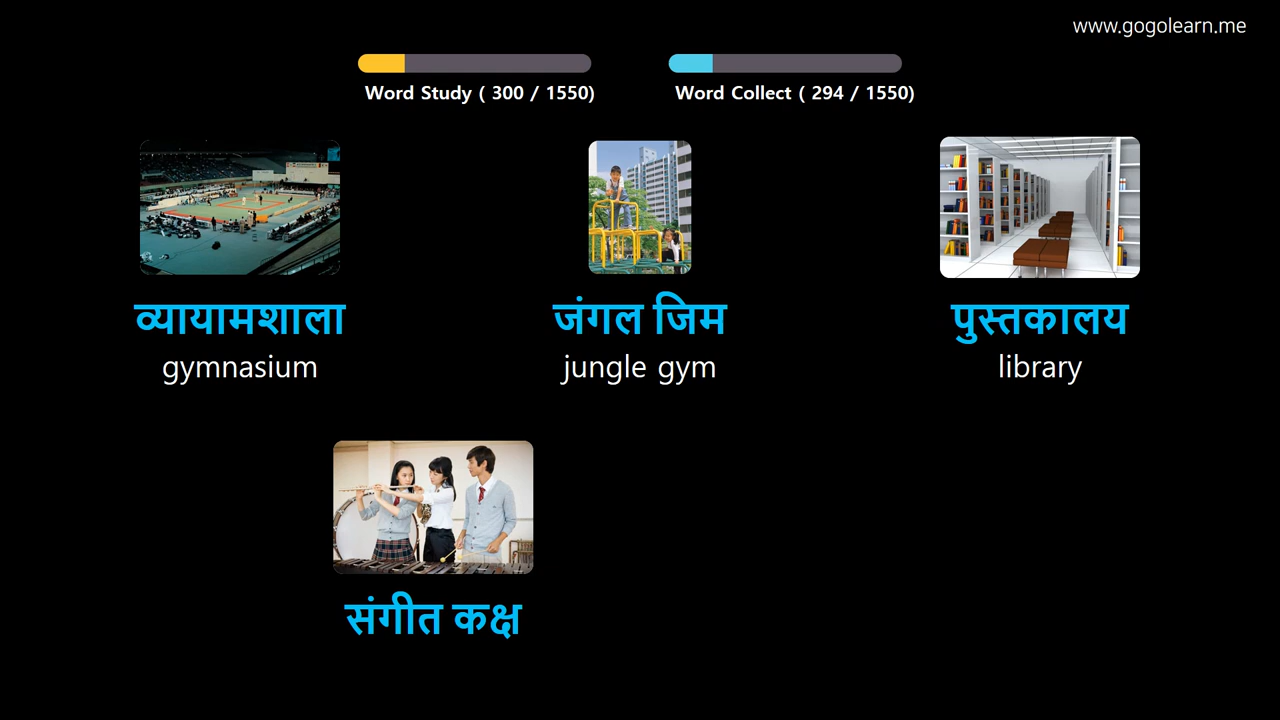 www.gogolearn.me
Word Study ( 300 / 1550)
Word Collect ( 294 / 1550)
व्यायामशाला
gymnasium
जंगल जिम
jungle gym
पुस्तकालय
library
संगीत कक्ष